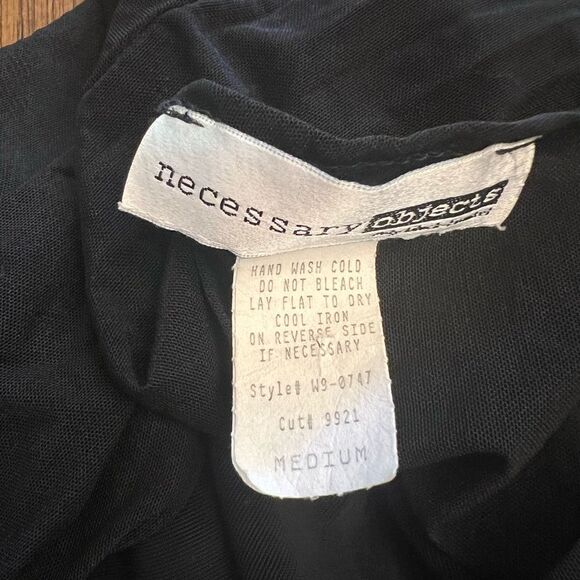 necessary objects
HAND WASH COLD
DO NOT BLEACH
LAY FLAT TO DRY
COOL IRON
ON REVERSE SIDE
IF NECESSARY
Style# W9-0747
Cut# 9921
MEDIUM